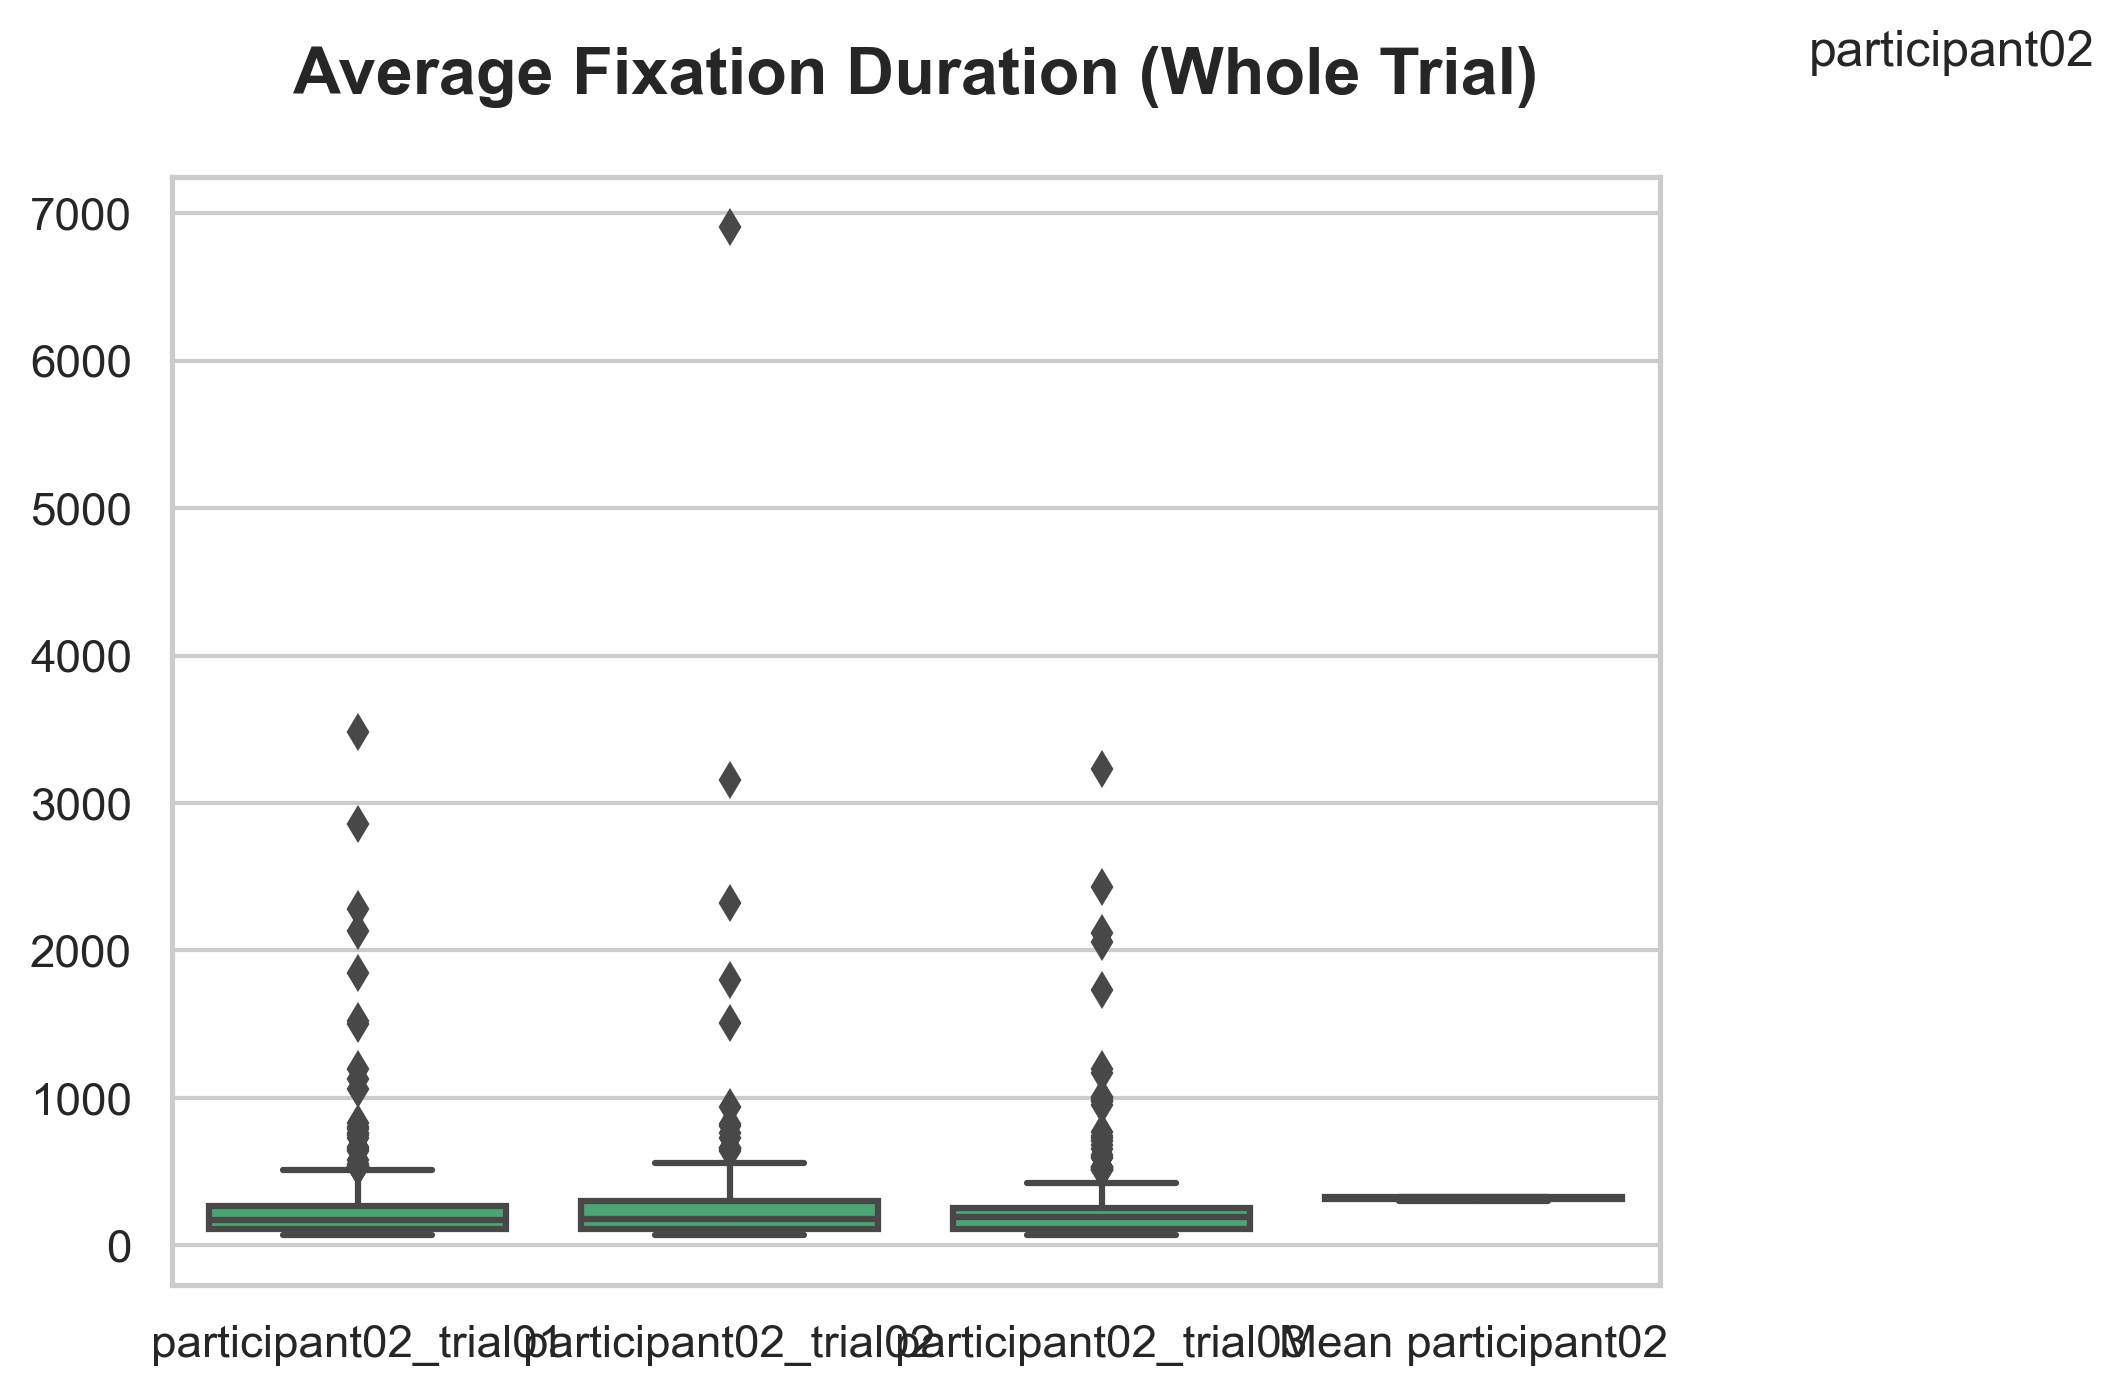 participant02
Average Fixation Duration (Whole Trial)
7000
6000
5000
4000
3000
2000
1000
0
participant02_trial01 participant02_trial02 participant02_trial03 Mean participant02